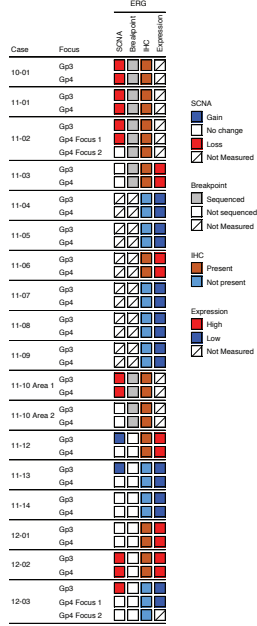 ERG
Case Focus SCNA Breakpoint IHC Expression
10-01 Gp3
Gp4
11-01 Gp3
Gp4
11-02 Gp3
Gp4 Focus 1
Gp4 Focus 2
11-03 Gp3
Gp4
11-04 Gp3
Gp4
11-05 Gp3
Gp4
11-06 Gp3
Gp4
11-07 Gp3
Gp4
11-08 Gp3
Gp4
11-09 Gp3
Gp4
11-10 Area 1 Gp3
Gp4
11-10 Area 2 Gp3
Gp4
11-12 Gp3
Gp4
11-13 Gp3
Gp4
11-14 Gp3
Gp4
12-01 Gp3
Gp4
12-02 Gp3
Gp4
12-03 Gp3
Gp4 Focus 1
Gp4 Focus 2
SCNA
Gain
No change
Loss
Not Measured
Breakpoint
Sequenced
Not sequenced
Not Measured
IHC
Present
Not present
Expression
High
Low
Not Measured